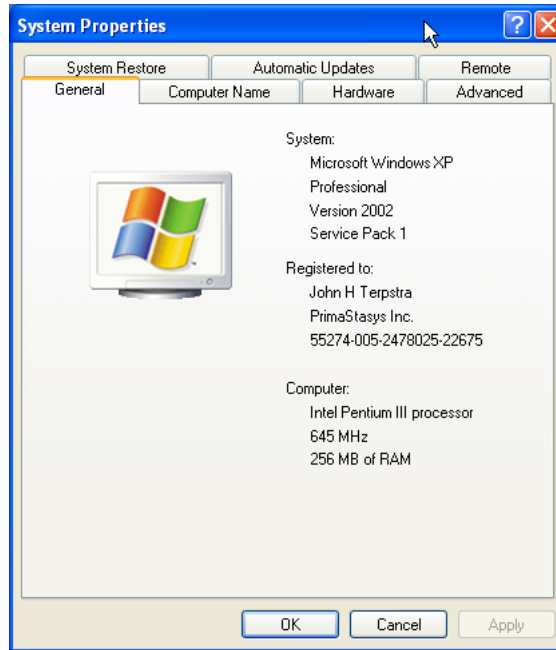 System Properties
System Restore Automatic Updates Remote
General Computer Name Hardware Advanced
System:
Microsoft Windows XP
Professional
Version 2002
Service Pack 1
Registered to:
John H Terpstra
PrimaStasys Inc.
55274-005-2478025-22675
Computer:
Intel Pentium III processor
645 MHz
256 MB of RAM
OK Cancel Apply